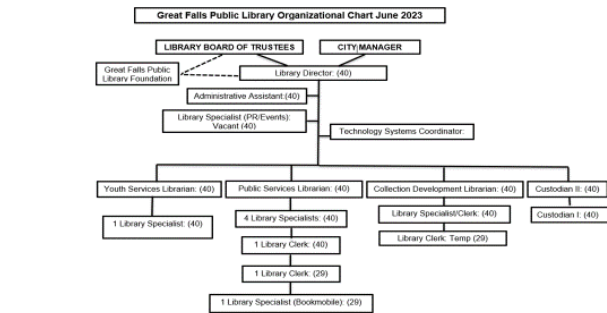 Great Falls Public Library Organizational Chart June 2023
LIBRARY BOARD OF TRUSTEES
CITY MANAGER
Great Falls Public
Library Foundation
Library Director: (40)
Administrative Assistant:(40)
Library Specialist (PR/Events):
Vacant (40)
Technology Systems Coordinator:
Youth Services Librarian: (40)
Public Services Librarian: (40)
Collection Development Librarian: (40)
Custodian II: (40)
1 Library Specialist: (40)
4 Library Specialists: (40)
Library Specialist/Clerk: (40)
Custodian I: (40)
1 Library Clerk: (40)
Library Clerk: Temp (29)
1 Library Clerk: (29)
1 Library Specialist (Bookmobile): (29)